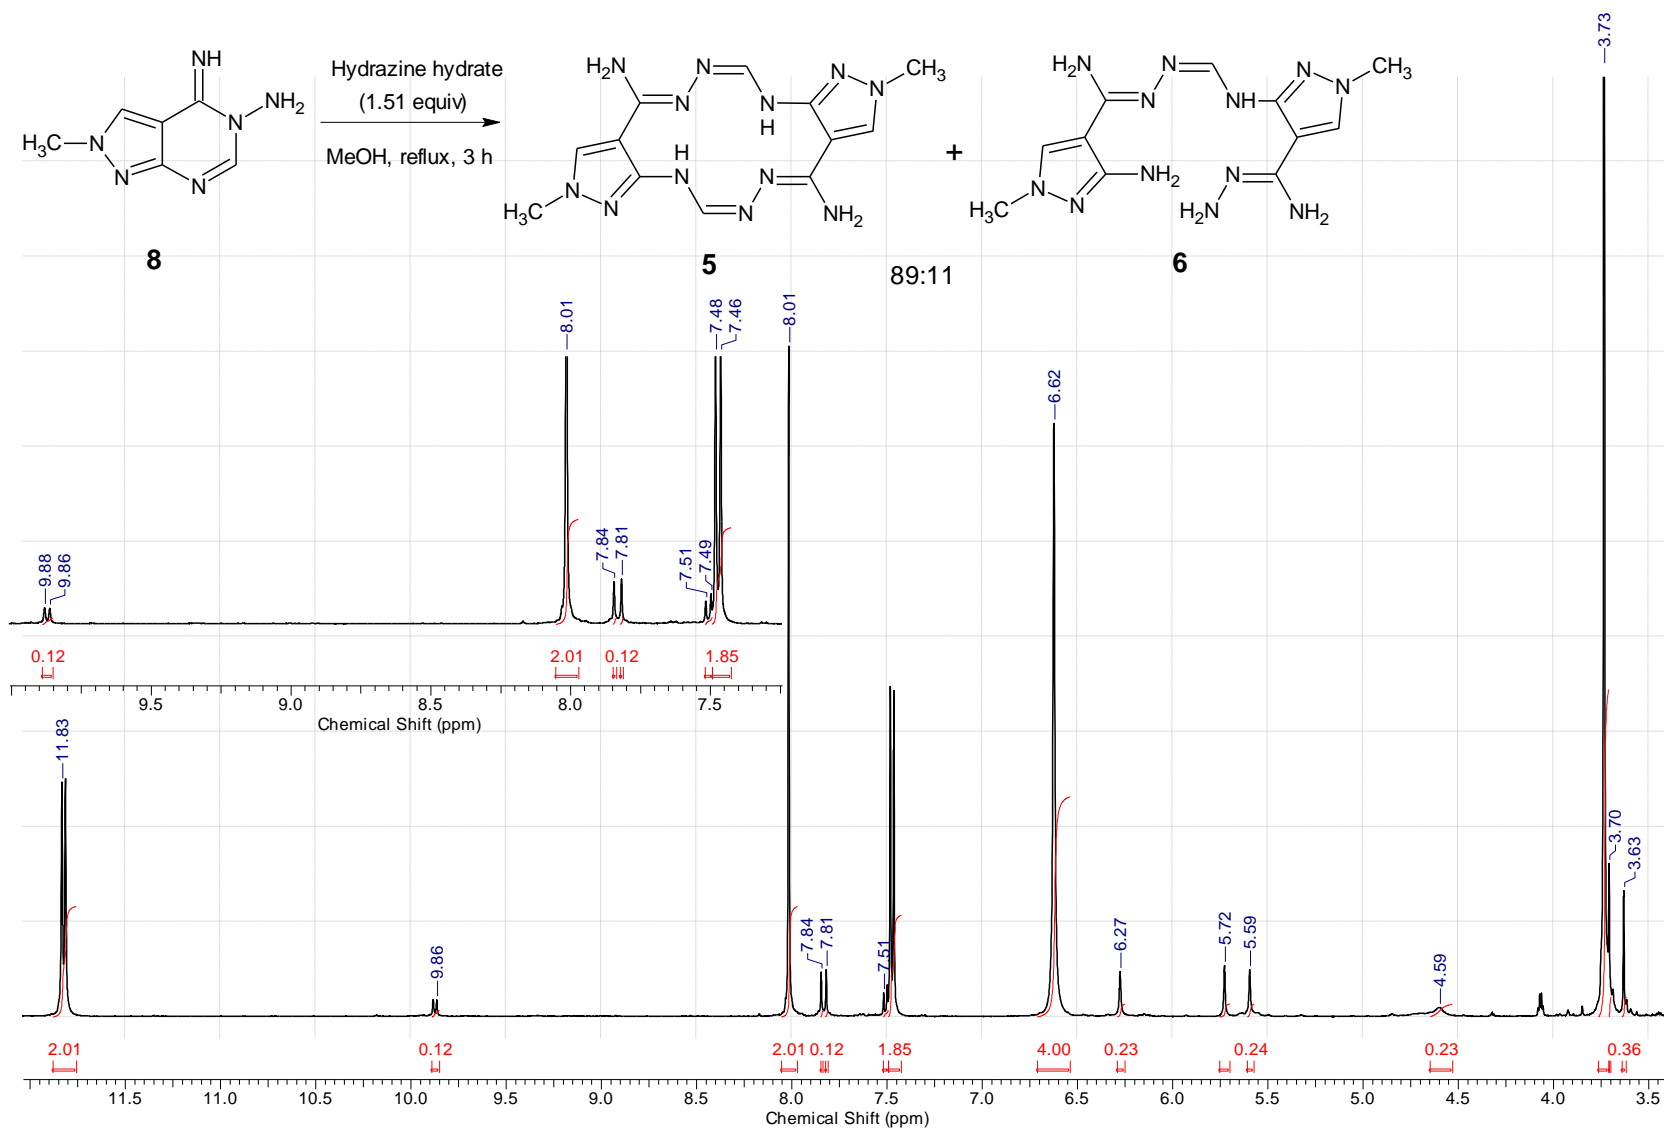 NH
NH2
N
N
N
N
H3C
8
Hydrazine hydrate
(1.51 equiv)
MeOH, reflux, 3 h
H2N
N
N
N
H
N
N
CH3
H
N
N
N
N
N
N
H3C
NH2
5
+
89:11
H2N
N
N
NH
N
N
CH3
NH2
N
N
H3C
N
H2N
NH2
6
3.73
8.01
7.48
7.46
8.01
6.62
9.88
9.86
7.84
7.81
7.51
7.49
0.12
2.01
0.12
1.85
9.5 9.0 8.5 8.0 7.5
Chemical Shift (ppm)
11.83
9.86
7.84
7.81
7.51
6.27
5.72
5.59
4.59
3.70
3.63
2.01
0.12
2.01
0.12
1.85
4.00
0.23
0.24
0.23
0.36
11.5 11.0 10.5 10.0 9.5 9.0 8.5 8.0 7.5 7.0 6.5 6.0 5.5 5.0 4.5 4.0 3.5
Chemical Shift (ppm)